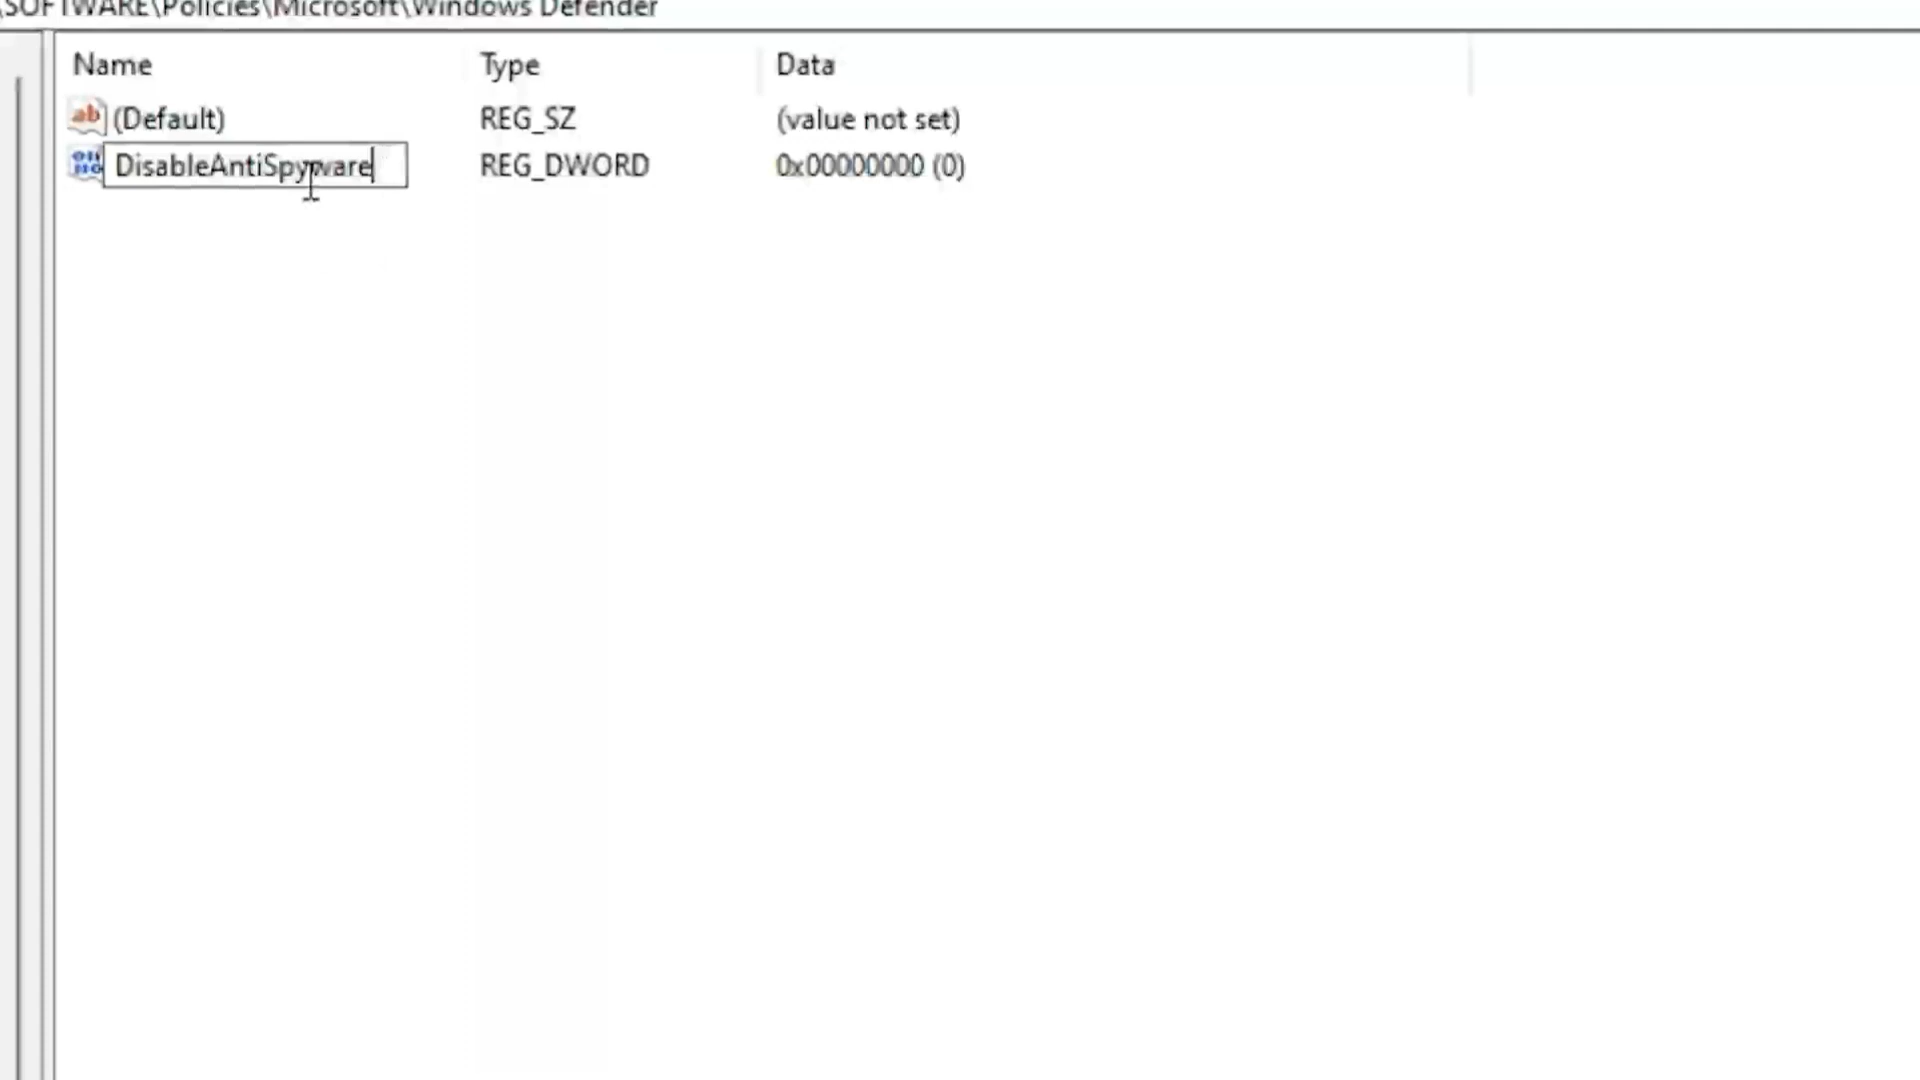 \SOFTWARE\Policies\Microsoft\Windows Defender
Name Type Data
(Default) REG_SZ (value not set)
DisableAntiSpyware REG_DWORD 0x00000000 (0)